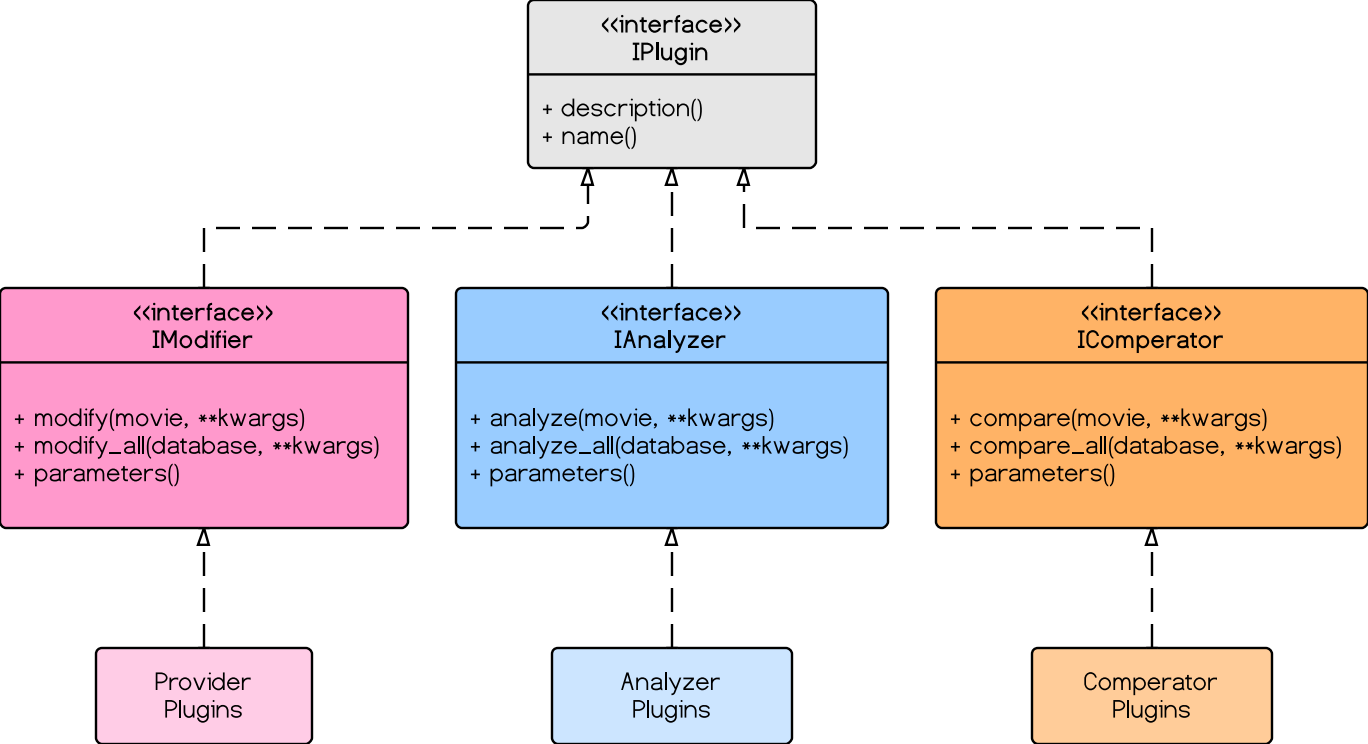 <<interface>>
IPlugin
+ description()
+ name()
<<interface>>
IModifier
+ modify(movie, **kwargs)
+ modify_all(database, **kwargs)
+ parameters()
<<interface>>
IAnalyzer
+ analyze(movie, **kwargs)
+ analyze_all(database, **kwargs)
+ parameters()
<<interface>>
IComperator
+ compare(movie, **kwargs)
+ compare_all(database, **kwargs)
+ parameters()
Provider
Plugins
Analyzer
Plugins
Comperator
Plugins